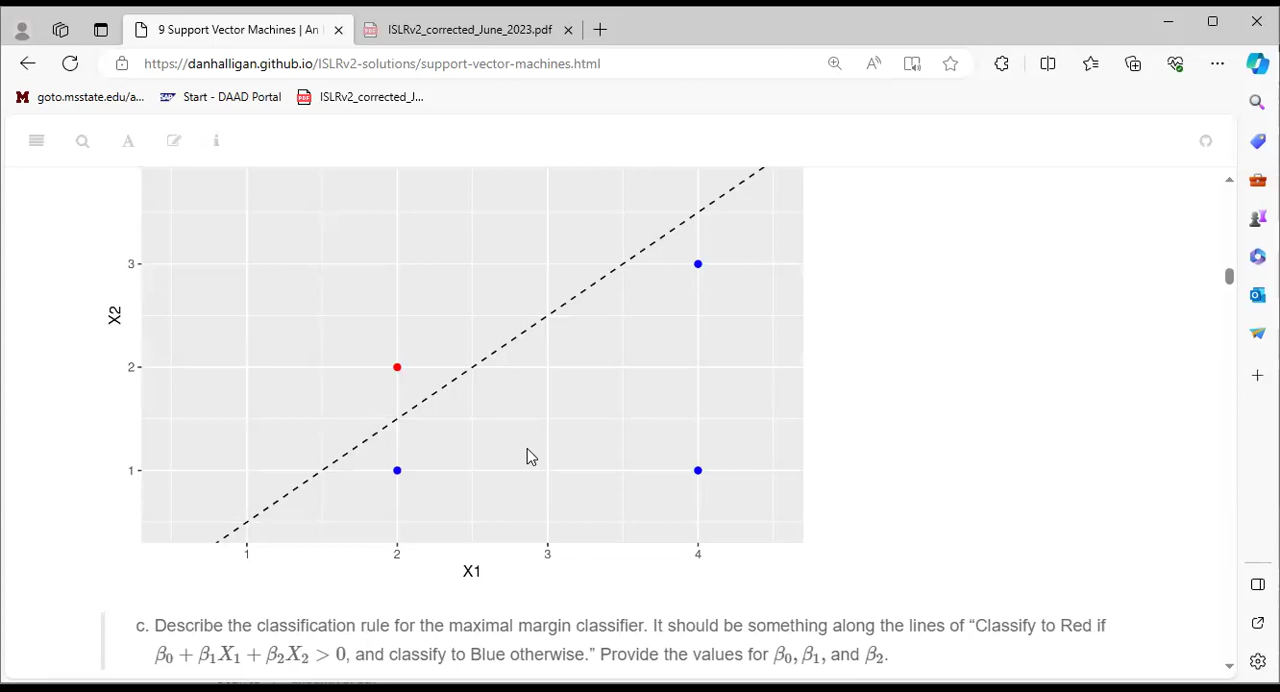 9 Support Vector Machines | An
ISLRv2_corrected_June_2023.pdf
https://danhalligan.github.io/ISLRv2-solutions/support-vector-machines.html
goto.msstate.edu/a...
Start - DAAD Portal
ISLRv2_corrected_J...
3
2
1
X2
1 2 3 4
X1
c. Describe the classification rule for the maximal margin classifier. It should be something along the lines of “Classify to Red if
β₀ + β₁X₁ + β₂X₂ > 0, and classify to Blue otherwise.” Provide the values for β₀, β₁, and β₂.